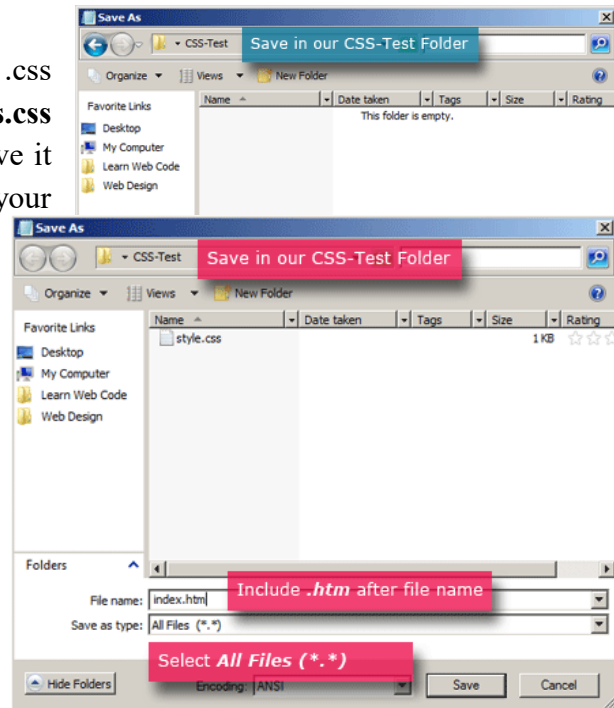 Save As
.css
CSS-Test Save in our CSS-Test Folder
Organize Views New Folder
s.css
Favorite Links Name Date taken Tags Size Rating
This folder is empty.
Desktop
ve it
My Computer
Learn Web Code
your
Web Design
Save As
CSS-Test Save in our CSS-Test Folder
Organize Views New Folder
Favorite Links Name Date taken Tags Size Rating
style.css 1 KB
Desktop
My Computer
Learn Web Code
Web Design
Folders
Include .htm after file name
File name: index.htm
Save as type: All Files (*.*)
Select All Files (*.*)
Hide Folders Encoding: ANSI Save Cancel